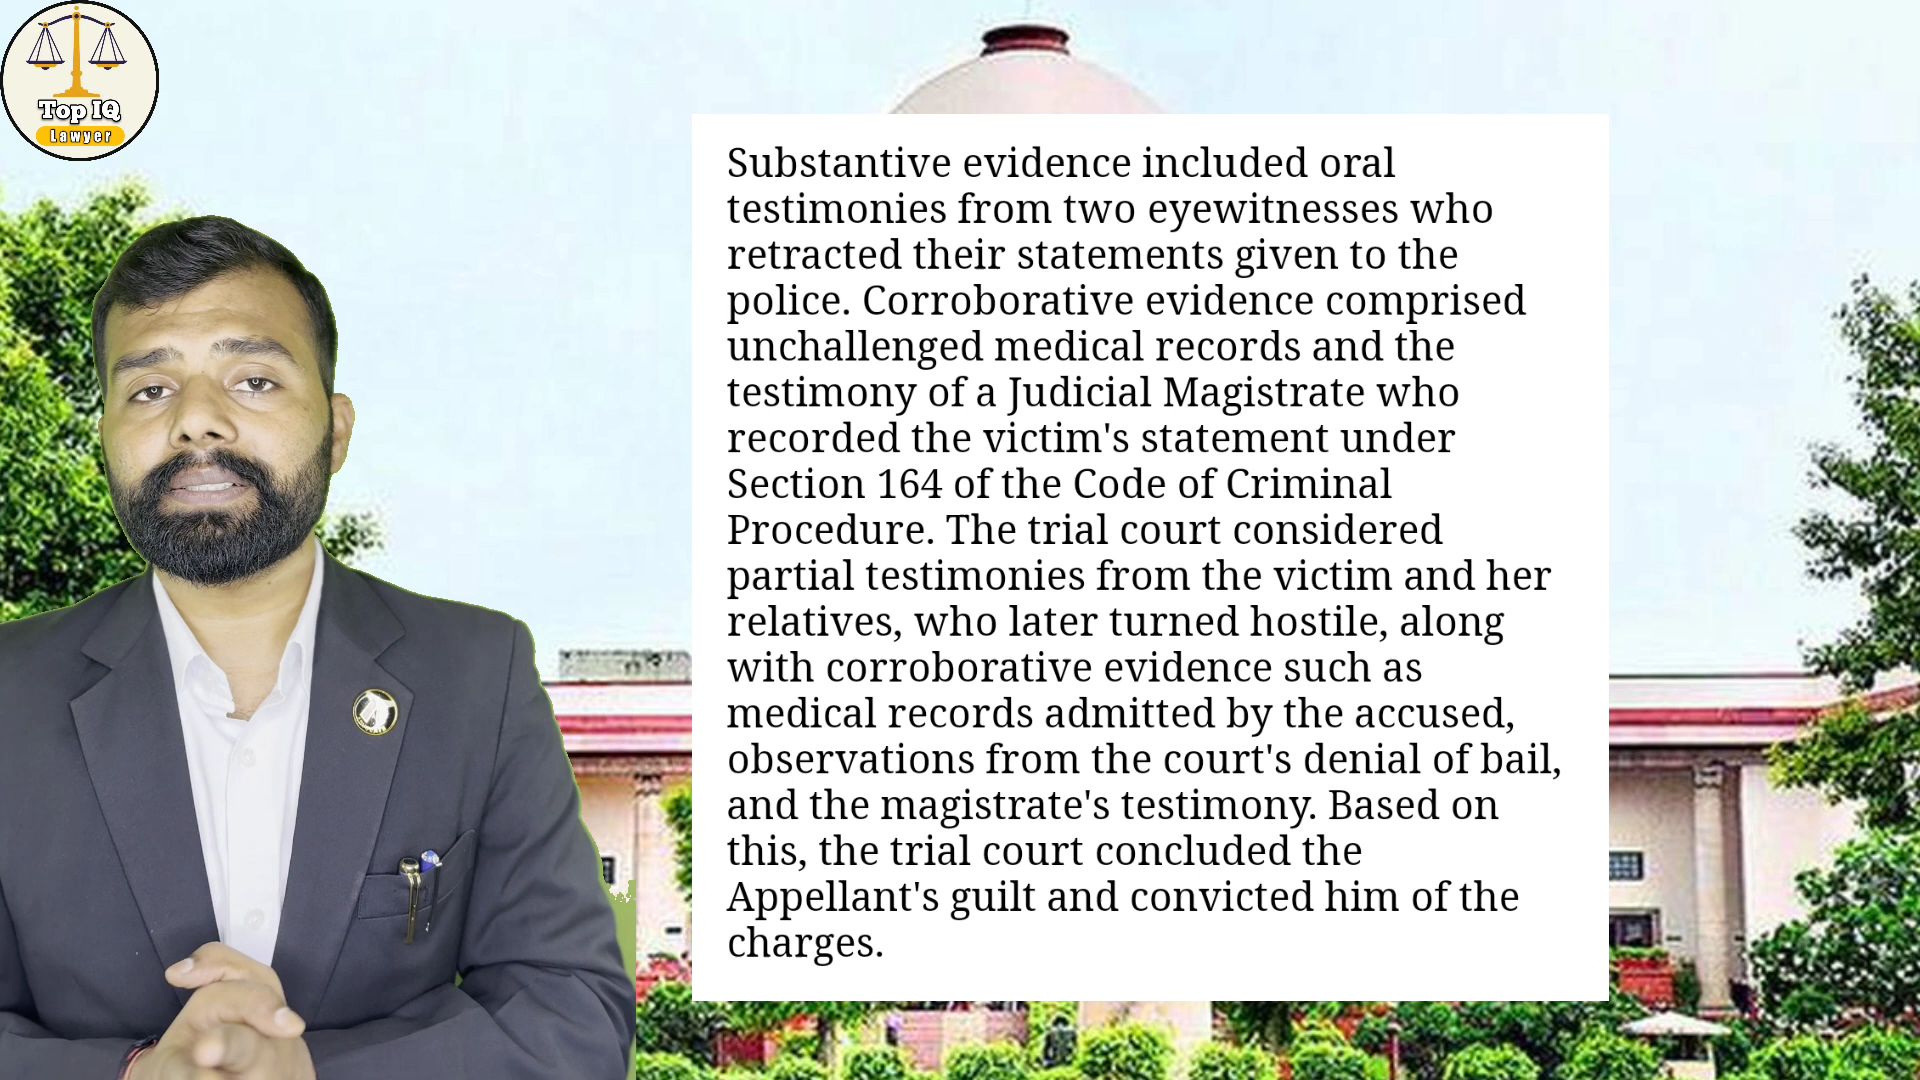 Top IQ
Lawyer
Substantive evidence included oral
testimonies from two eyewitnesses who
retracted their statements given to the
police. Corroborative evidence comprised
unchallenged medical records and the
testimony of a Judicial Magistrate who
recorded the victim's statement under
Section 164 of the Code of Criminal
Procedure. The trial court considered
partial testimonies from the victim and her
relatives, who later turned hostile, along
with corroborative evidence such as
medical records admitted by the accused,
observations from the court's denial of bail,
and the magistrate's testimony. Based on
this, the trial court concluded the
Appellant's guilt and convicted him of the
charges.